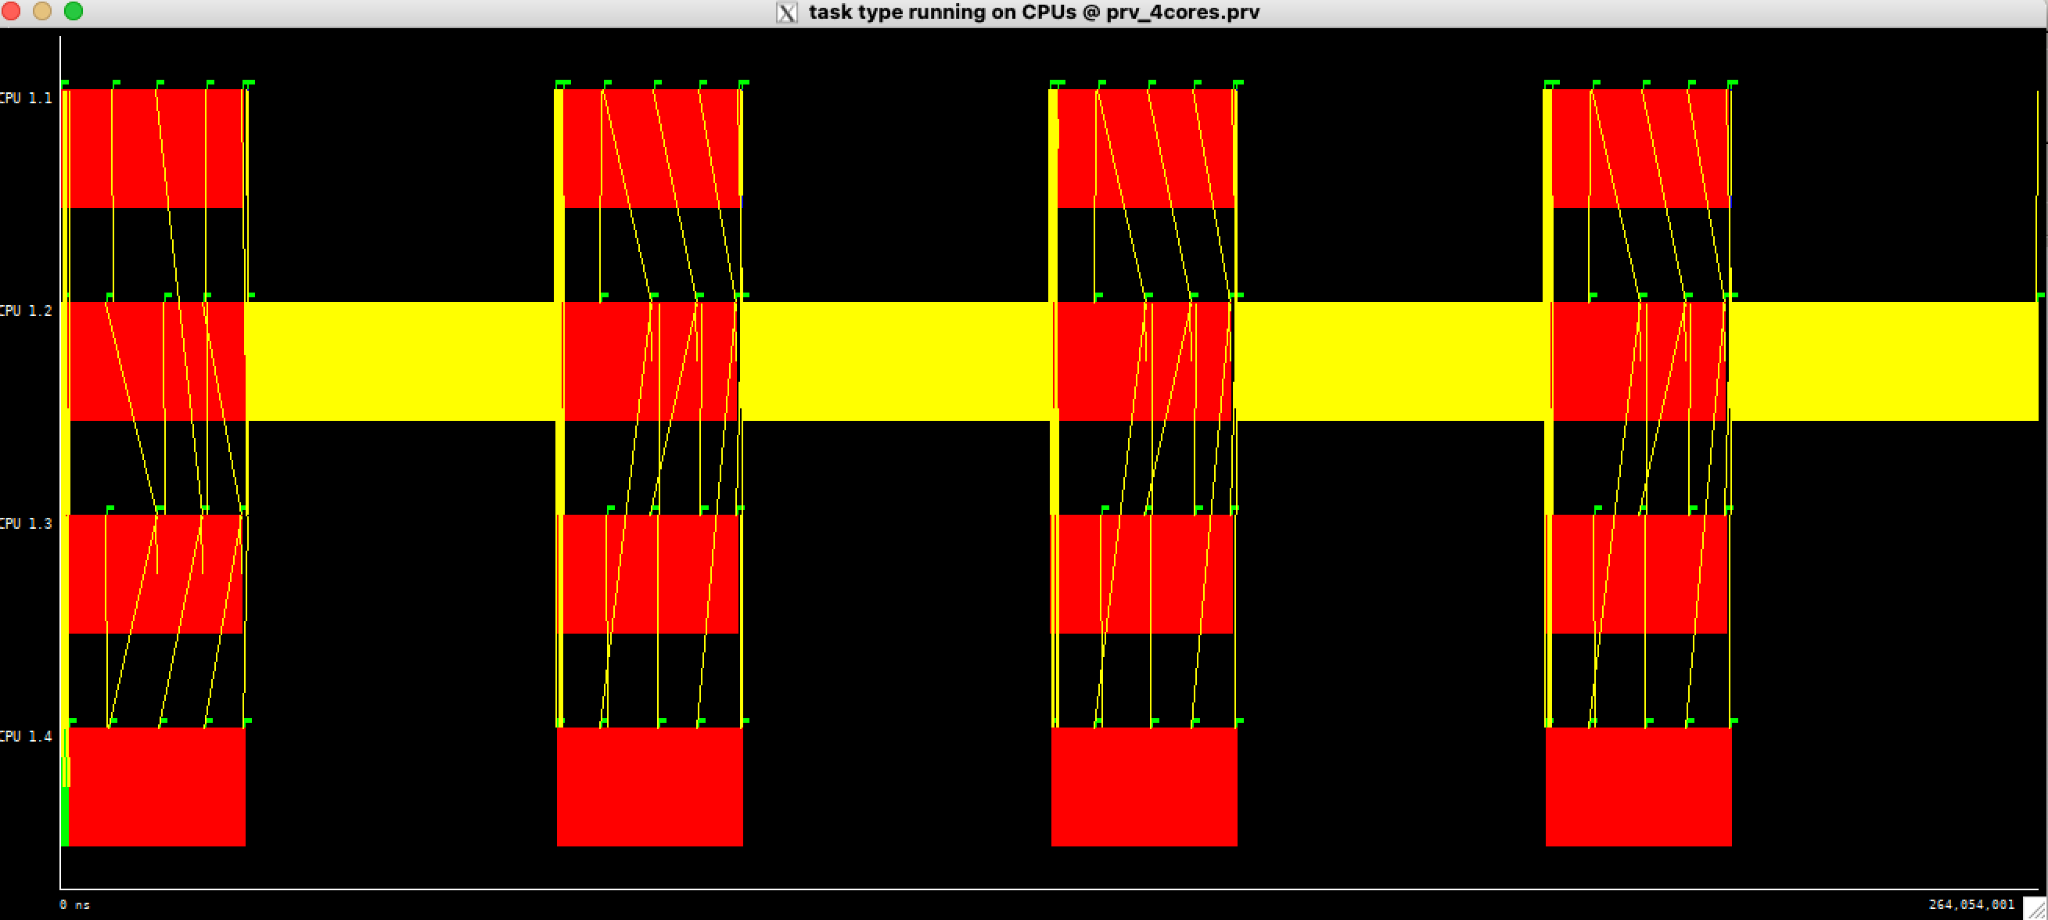 task type running on CPUs @ prv_4cores.prv
CPU 1.1
CPU 1.2
CPU 1.3
CPU 1.4
0 ns
264,054,001